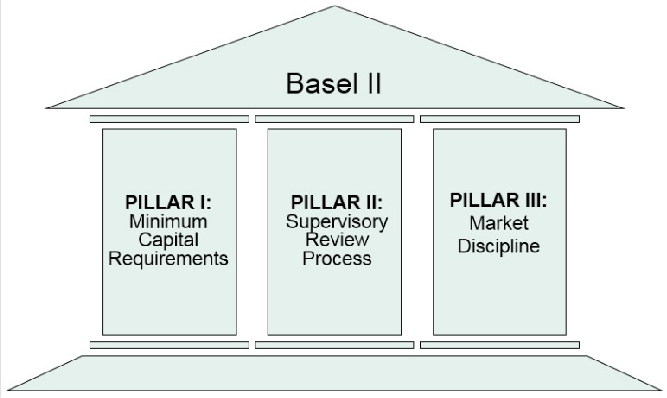 Basel II
PILLAR I:
Minimum
Capital
Requirements
PILLAR II:
Supervisory
Review
Process
PILLAR III:
Market
Discipline